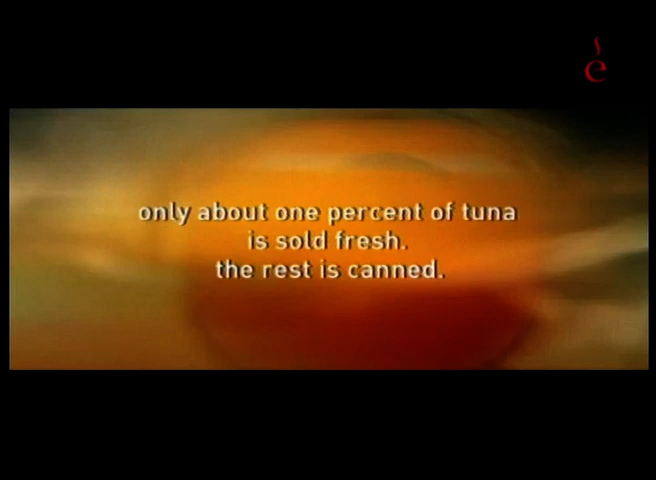 e
only about one percent of tuna
is sold fresh.
the rest is canned.